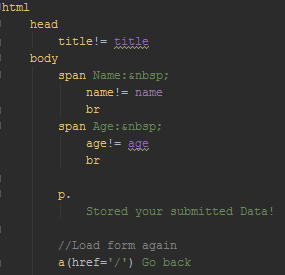 html
head
title!= title
body
span Name:&nbsp;
name!= name
br
span Age:&nbsp;
age!= age
br
p.
Stored your submitted Data!
//Load form again
a(href='/') Go back